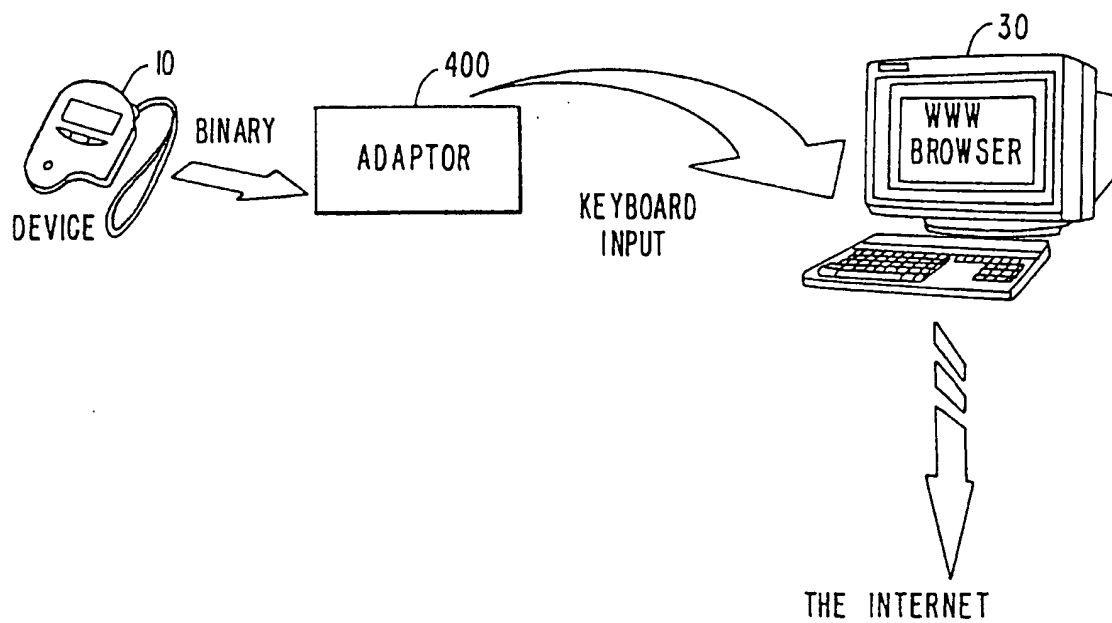 10
DEVICE
BINARY
400
ADAPTOR
KEYBOARD
INPUT
30
WWW
BROWSER
THE INTERNET